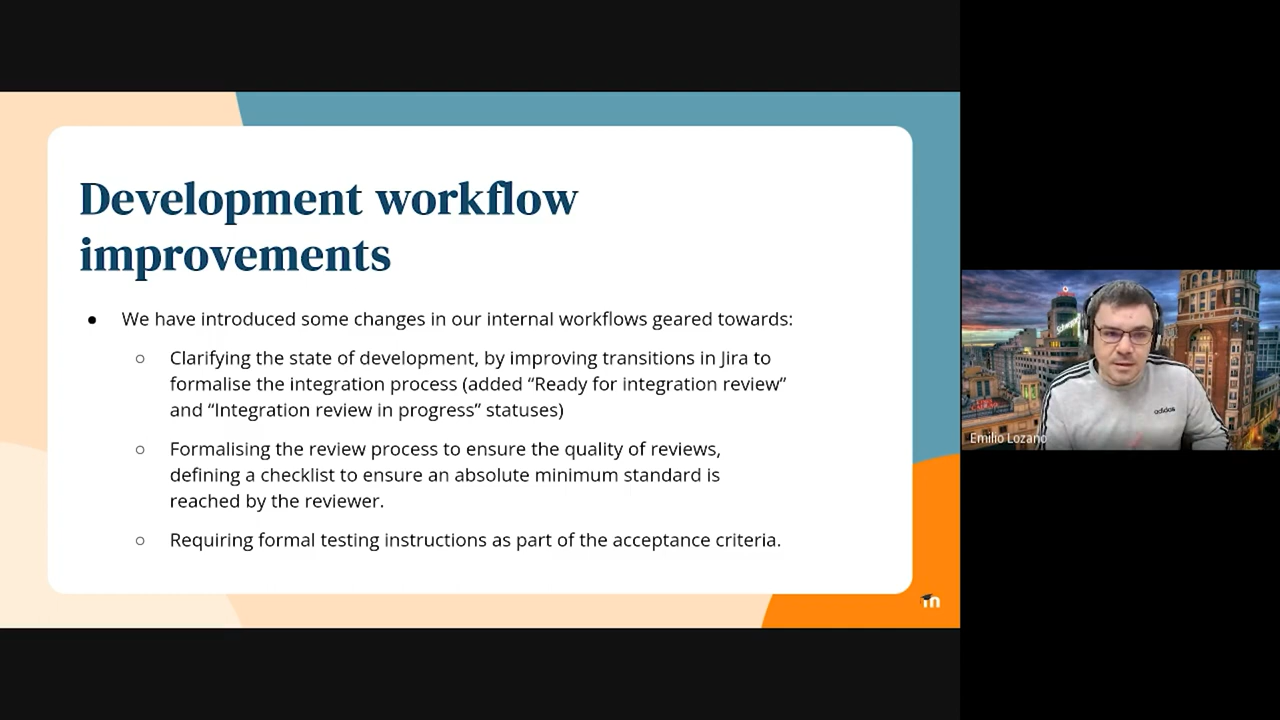 Development workflow
improvements
● We have introduced some changes in our internal workflows geared towards:
○ Clarifying the state of development, by improving transitions in Jira to
formalise the integration process (added “Ready for integration review”
and “Integration review in progress” statuses)
○ Formalising the review process to ensure the quality of reviews,
defining a checklist to ensure an absolute minimum standard is
reached by the reviewer.
○ Requiring formal testing instructions as part of the acceptance criteria.
m
adidas
Emilio Lozano